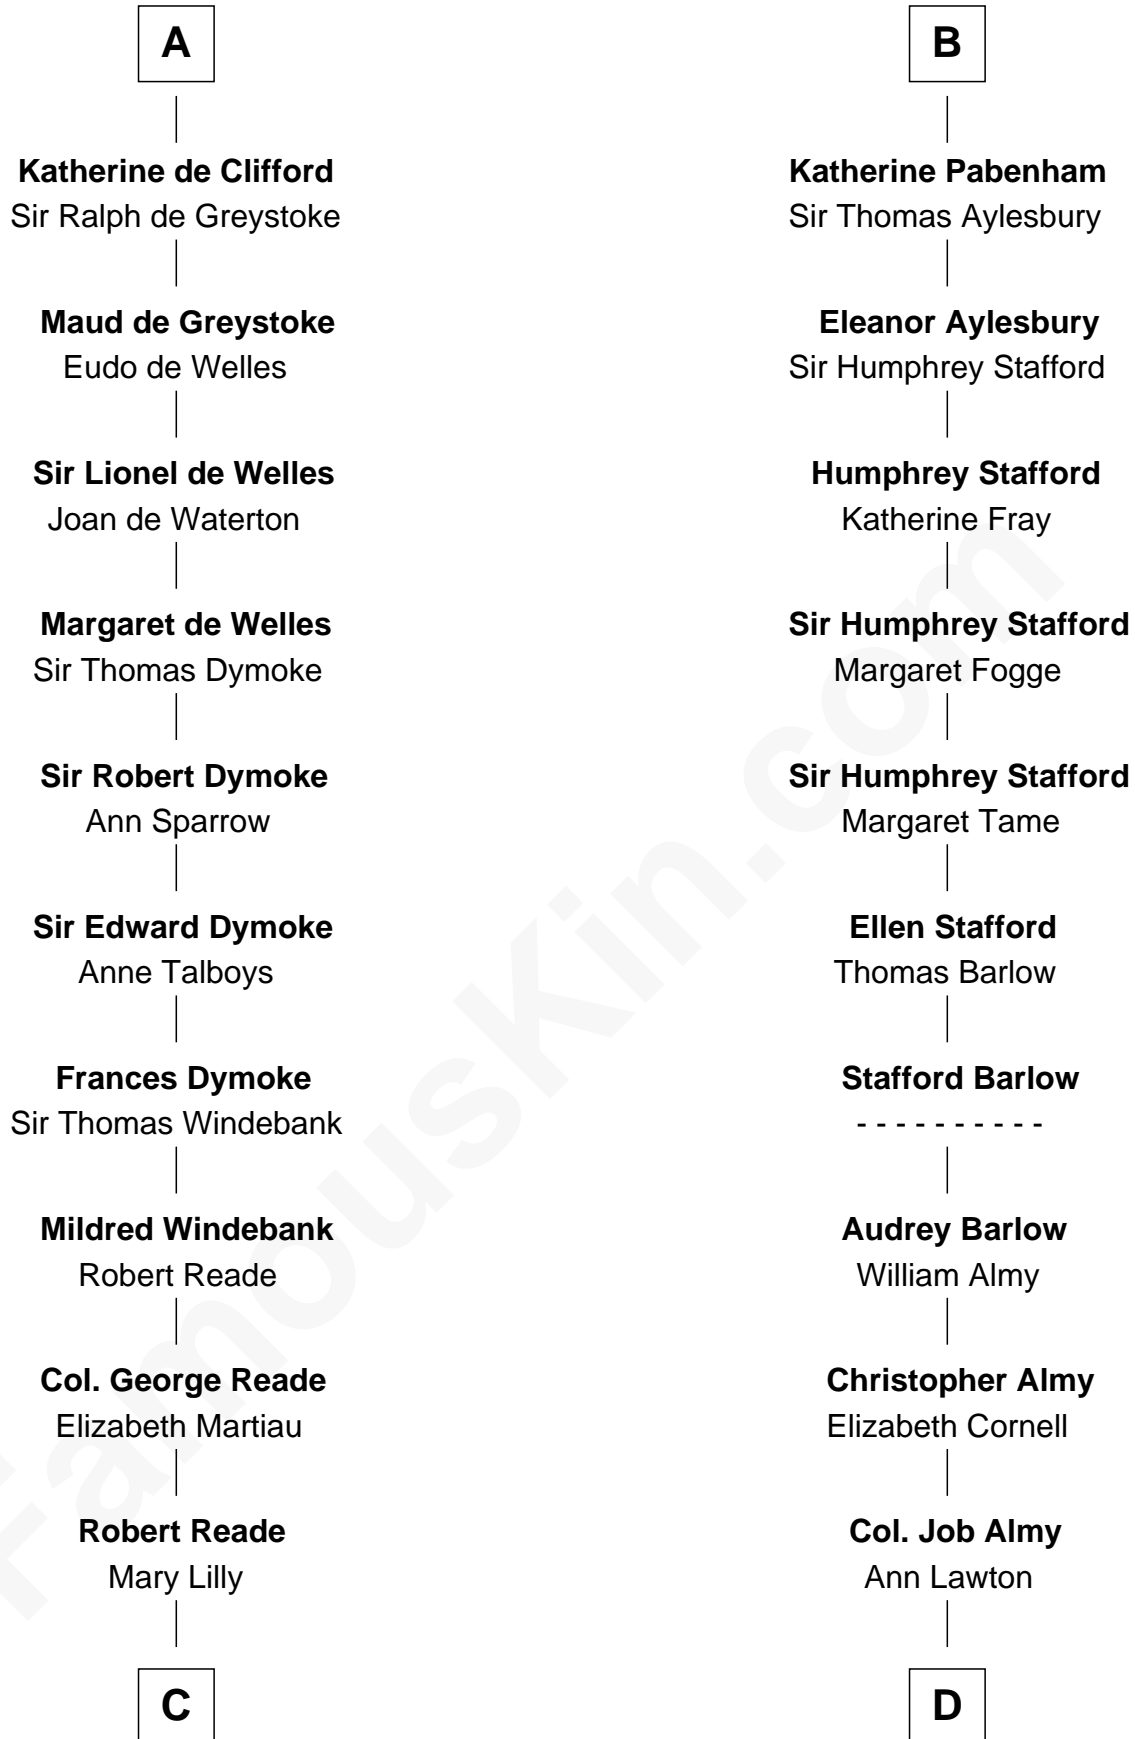 A
Katherine de Clifford
Sir Ralph de Greystoke
Maud de Greystoke
Eudo de Welles
Sir Lionel de Welles
Joan de Waterton
Margaret de Welles
Sir Thomas Dymoke
Sir Robert Dymoke
Ann Sparrow
Sir Edward Dymoke
Anne Talboys
Frances Dymoke
Sir Thomas Windebank
Mildred Windebank
Robert Reade
Col. George Reade
Elizabeth Martiau
Robert Reade
Mary Lilly
C
B
Katherine Pabenham
Sir Thomas Aylesbury
Eleanor Aylesbury
Sir Humphrey Stafford
Humphrey Stafford
Katherine Fray
Sir Humphrey Stafford
Margaret Fogge
Sir Humphrey Stafford
Margaret Tame
Ellen Stafford
Thomas Barlow
Stafford Barlow
- - - - - - - - - -
Audrey Barlow
William Almy
Christopher Almy
Elizabeth Cornell
Col. Job Almy
Ann Lawton
D
FamousKin.com